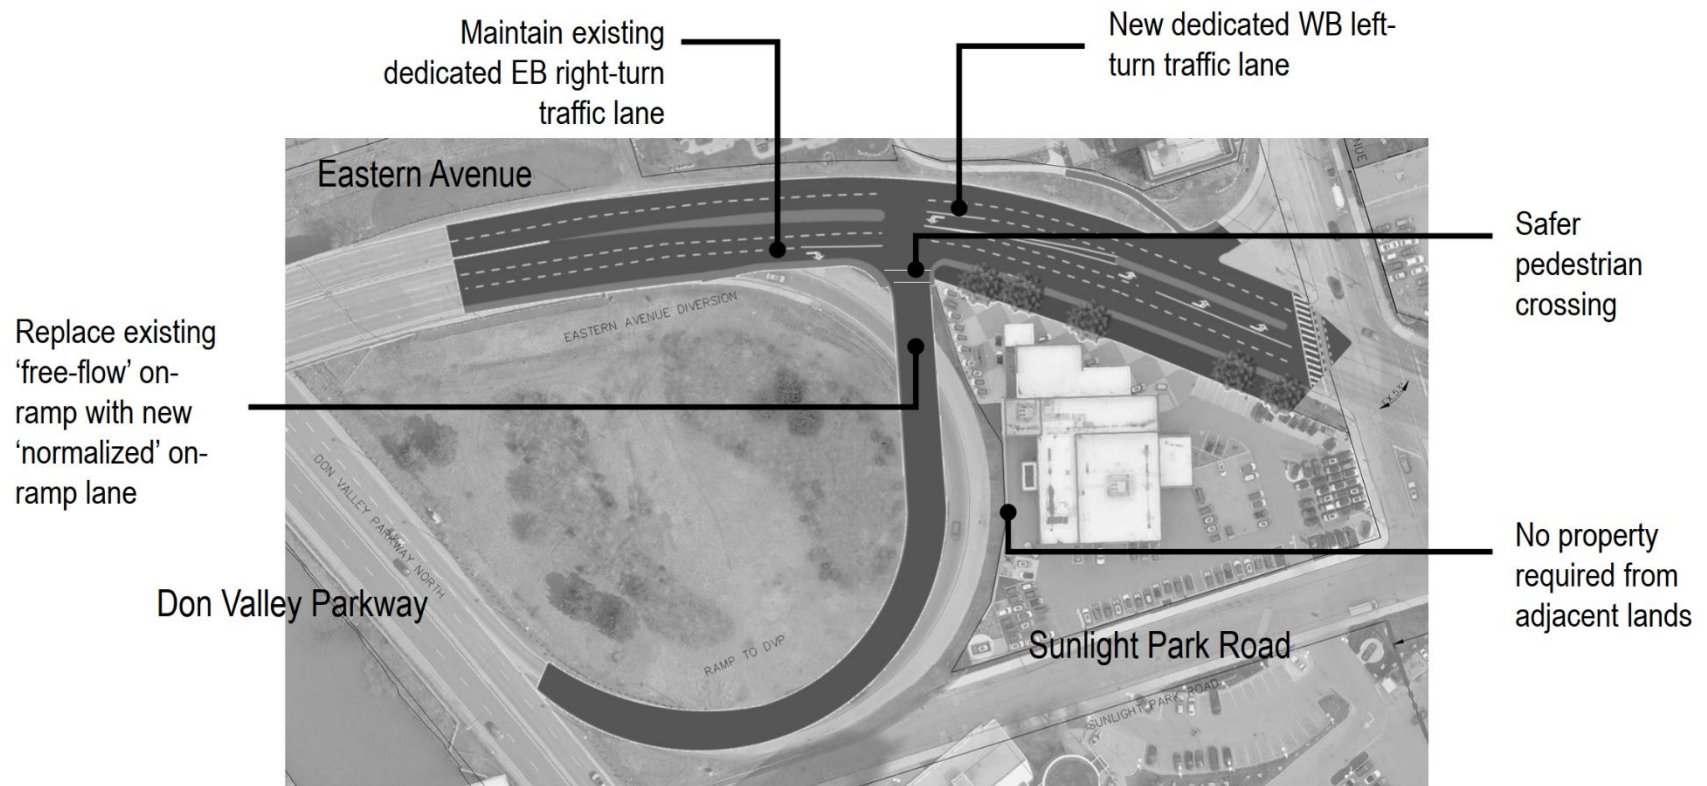 Maintain existing
dedicated EB right-turn
traffic lane
New dedicated WB left-
turn traffic lane
Eastern Avenue
Safer
pedestrian
crossing
EASTERN AVENUE DIVERSION
Replace existing
‘free-flow’ on-
ramp with new
‘normalized’ on-
ramp lane
DON VALLEY PARKWAY NORTH
Don Valley Parkway
RAMP TO DVP
No property
required from
adjacent lands
Sunlight Park Road
SUNLIGHT PARK ROAD